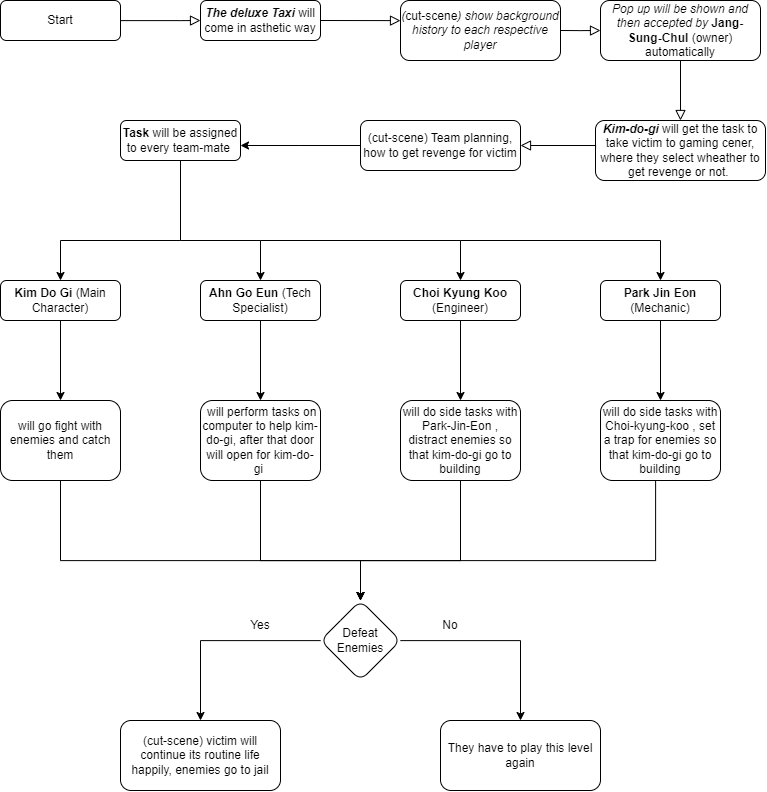 Start
The deluxe Taxi will
come in asthetic way
(cut-scene) show background
history to each respective
player
Pop up will be shown and
then accepted by Jang-
Sung-Chul (owner)
automatically
Kim-do-gi will get the task to
take victim to gaming cener,
where they select wheather to
get revenge or not.
(cut-scene) Team planning,
how to get revenge for victim
Task will be assigned
to every team-mate
Kim Do Gi (Main
Character)
Ahn Go Eun (Tech
Specialist)
Choi Kyung Koo
(Engineer)
Park Jin Eon
(Mechanic)
will go fight with
enemies and catch
them
will perform tasks on
computer to help kim-
do-gi, after that door
will open for kim-do-
gi
will do side tasks with
Park-Jin-Eon ,
distract enemies so
that kim-do-gi go to
building
will do side tasks with
Choi-kyung-koo , set
a trap for enemies so
that kim-do-gi go to
building
Defeat
Enemies
Yes
No
(cut-scene) victim will
continue its routine life
happily, enemies go to jail
They have to play this level
again